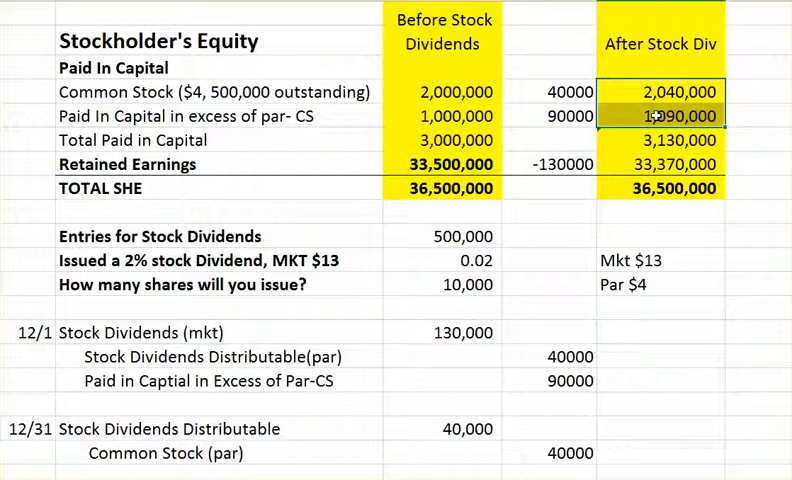 Before Stock
Stockholder's Equity Dividends After Stock Div
Paid In Capital
Common Stock ($4, 500,000 outstanding) 2,000,000 40000 2,040,000
Paid In Capital in excess of par- CS 1,000,000 90000 1,090,000
Total Paid in Capital 3,000,000 3,130,000
Retained Earnings 33,500,000 -130000 33,370,000
TOTAL SHE 36,500,000 36,500,000
Entries for Stock Dividends 500,000
Issued a 2% stock Dividend, MKT $13 0.02 Mkt $13
How many shares will you issue? 10,000 Par $4
12/1 Stock Dividends (mkt) 130,000
Stock Dividends Distributable(par) 40000
Paid in Captial in Excess of Par-CS 90000
12/31 Stock Dividends Distributable 40,000
Common Stock (par) 40000